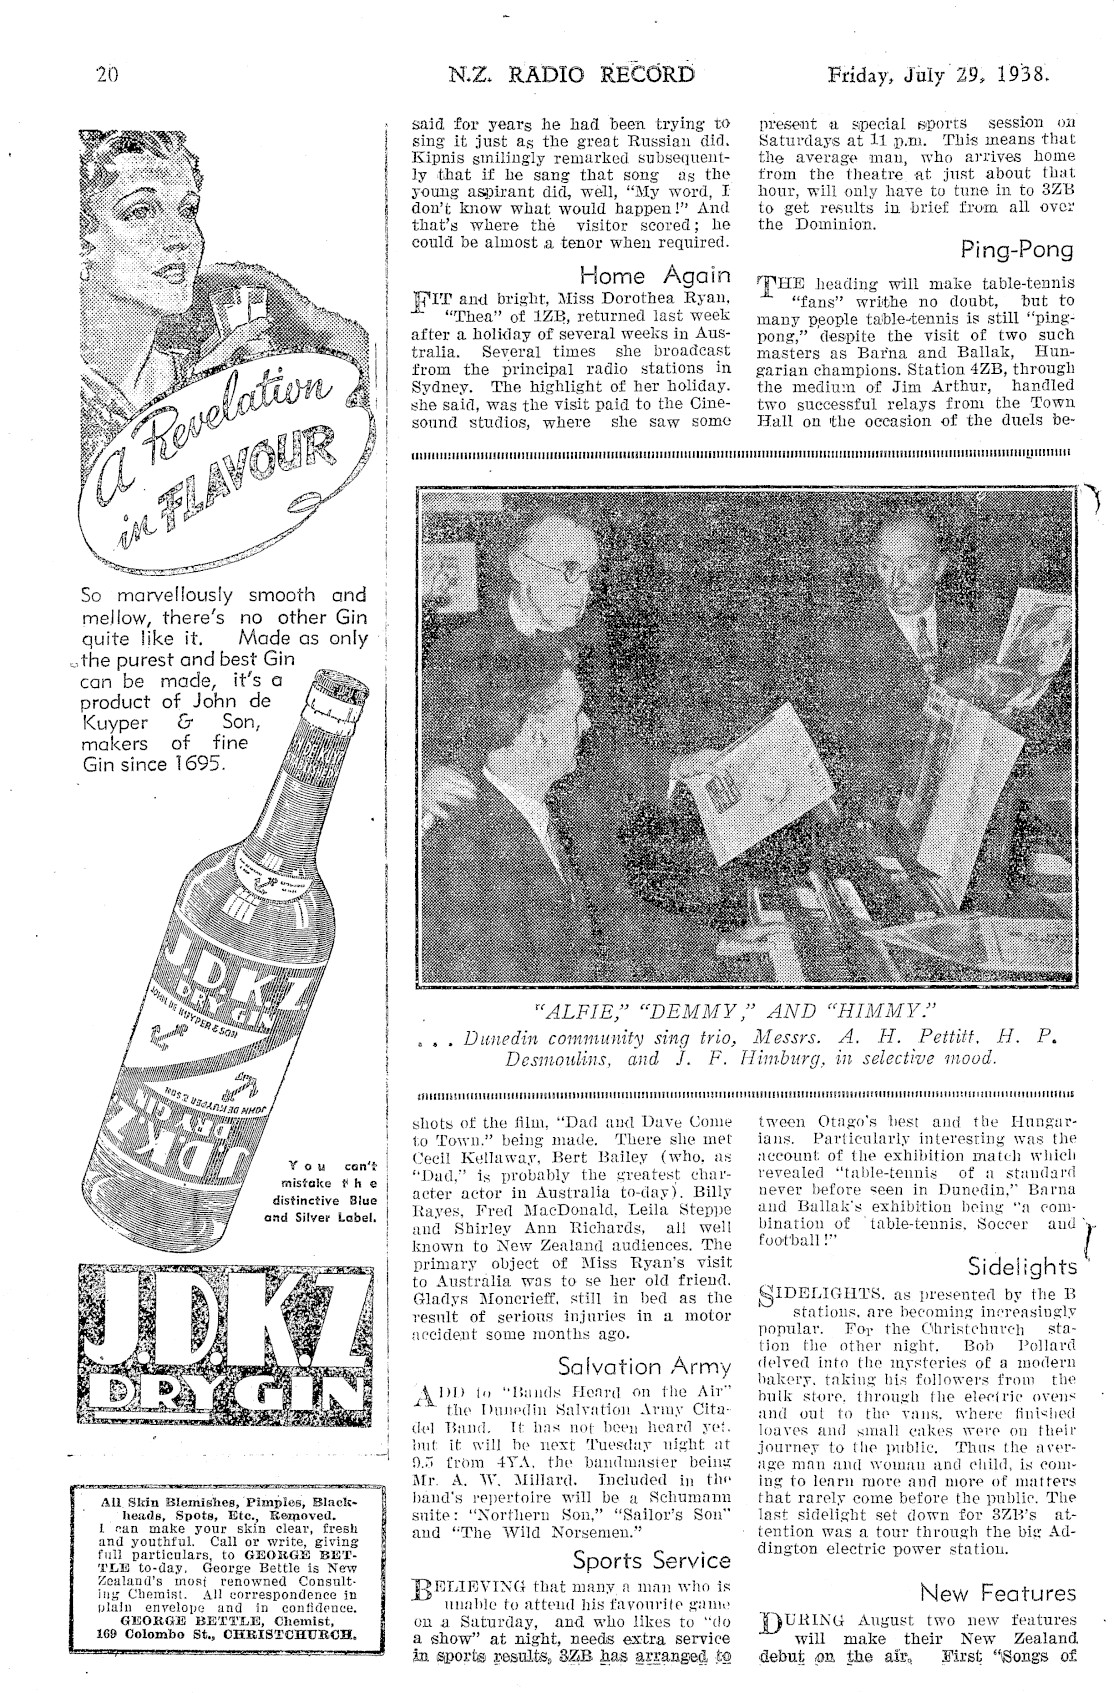 20
N.Z. RADIO RECORD
Friday, July 29, 1938.
A Revelation
in FLAVOUR
So marvellously smooth and
mellow, there's no other Gin
quite like it. Made as only
the purest and best Gin
can be made, it's a
product of John de
Kuyper & Son,
makers of fine
Gin since 1695.
J.D.K.Z.
DRY GIN
JOHN DE KUYPER & SON
JOHN DE KUYPER & SON
DRY GIN
J.D.K.Z.
You can't
mistake the
distinctive Blue
and Silver Label.
J.D.K.Z
DRY GIN
All Skin Blemishes, Pimples, Black-
heads, Spots, Etc., Removed.
I can make your skin clear, fresh
and youthful. Call or write, giving
full particulars, to GEORGE BET-
TLE to-day. George Bettle is New
Zealand's most renowned Consult-
ing Chemist. All correspondence in
plain envelope and in confidence.
GEORGE BETTLE, Chemist,
169 Colombo St., CHRISTCHURCH.
said for years he had been trying to
sing it just as the great Russian did.
Kipnis smilingly remarked subsequent-
ly that if he sang that song as the
young aspirant did, well, "My word, I
don't know what would happen!" And
that's where the visitor scored; he
could be almost a tenor when required.
Home Again
FIT and bright, Miss Dorothea Ryan,
"Thea" of 1ZB, returned last week
after a holiday of several weeks in Aus-
tralia. Several times she broadcast
from the principal radio stations in
Sydney. The highlight of her holiday,
she said, was the visit paid to the Cine-
sound studios, where she saw some
present a special sports session on
Saturdays at 11 p.m. This means that
the average man, who arrives home
from the theatre at just about that
hour, will only have to tune in to 3ZB
to get results in brief from all over
the Dominion.
Ping-Pong
THE heading will make table-tennis
"fans" writhe no doubt, but to
many people table-tennis is still "ping-
pong," despite the visit of two such
masters as Barna and Ballak, Hun-
garian champions. Station 4ZB, through
the medium of Jim Arthur, handled
two successful relays from the Town
Hall on the occasion of the duels be-
"ALFIE," "DEMMY," AND "HIMMY."
. . . Dunedin community sing trio, Messrs. A. H. Pettitt, H. P.
Desmoulins, and J. F. Himburg, in selective mood.
shots of the film, "Dad and Dave Come
to Town." being made. There she met
Cecil Kellaway, Bert Bailey (who, as
"Dad," is probably the greatest char-
acter actor in Australia to-day). Billy
Rayes, Fred MacDonald, Leila Steppe
and Shirley Ann Richards, all well
known to New Zealand audiences. The
primary object of Miss Ryan's visit
to Australia was to se her old friend,
Gladys Moncrieff, still in bed as the
result of serious injuries in a motor
accident some months ago.
Salvation Army
ADD to "Bands Heard on the Air"
the Dunedin Salvation Army Cita-
del Band. It has not been heard yet,
but it will be next Tuesday night at
9.5 from 4YA, the bandmaster being
Mr. A. W. Millard. Included in the
band's repertoire will be a Schumann
suite: "Northern Son," "Sailor's Son"
and "The Wild Norsemen."
Sports Service
BELIEVING that many a man who is
unable to attend his favourite game
on a Saturday, and who likes to "do
a show" at night, needs extra service
in sports results, 3ZB has arranged to
tween Otago's best and the Hungar-
ians. Particularly interesting was the
account of the exhibition match which
revealed "table-tennis of a standard
never before seen in Dunedin," Barna
and Ballak's exhibition being "a com-
bination of table-tennis, Soccer and
football!"
Sidelights
SIDELIGHTS, as presented by the B
stations, are becoming increasingly
popular. For the Christchurch sta-
tion the other night, Bob Pollard
delved into the mysteries of a modern
bakery, taking his followers from the
bulk store, through the electric ovens
and out to the vans, where finished
loaves and small cakes were on their
journey to the public. Thus the aver-
age man and woman and child, is com-
ing to learn more and more of matters
that rarely come before the public. The
last sidelight set down for 3ZB's at-
tention was a tour through the big Ad-
dington electric power station.
New Features
DURING August two new features
will make their New Zealand
debut on the air. First "Songs of